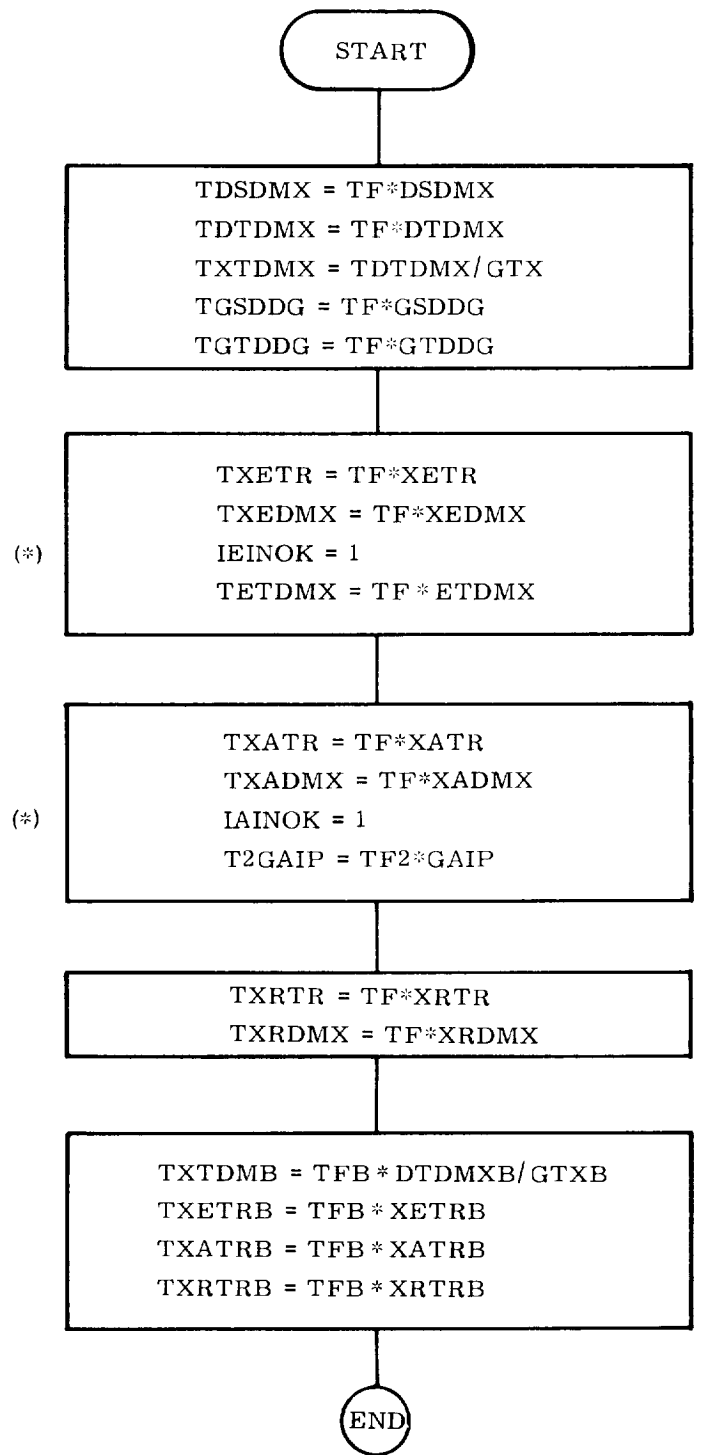 START
TDSDMX = TF*DSDMX
TDTDMX = TF*DTDMX
TXTDMX = TDTDMX/GTX
TGSDDG = TF*GSDDG
TGTDDG = TF*GTDDG
TXETR = TF*XETR
TXEDMX = TF*XEDMX
(*) IEINOK = 1
TETDMX = TF * ETDMX
TXATR = TF*XATR
TXADMX = TF*XADMX
(*) IAINOK = 1
T2GAIP = TF2*GAIP
TXRTR = TF*XRTR
TXRDMX = TF*XRDMX
TXTDMB = TFB * DTDMXB/GTXB
TXETRB = TFB * XETRB
TXATRB = TFB * XATRB
TXRTRB = TFB * XRTRB
END